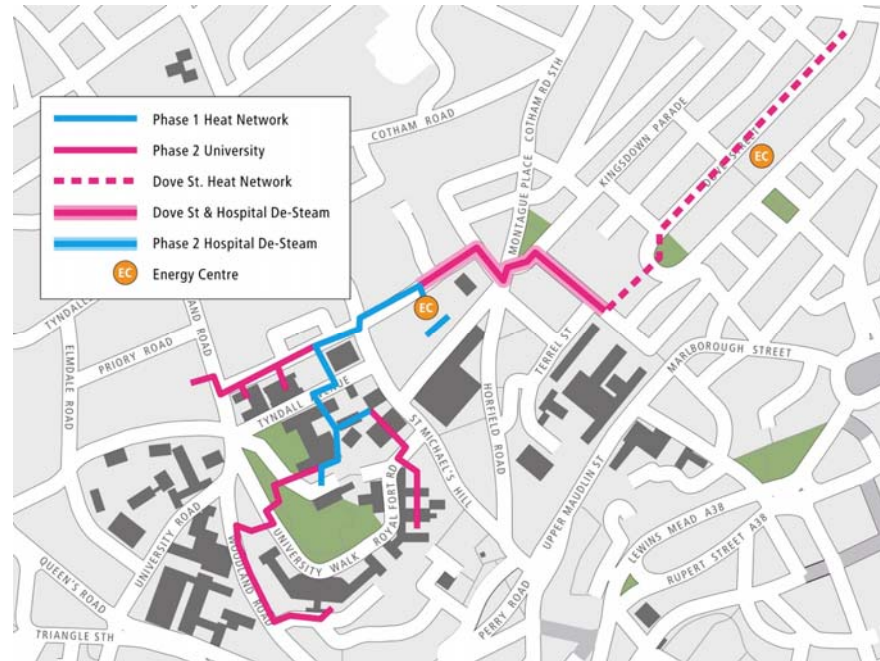 COTHAM ROAD
MONTAGUE PLACE
COTHAM RD STH
KINGSDOWN PARADE
DOVE STREET
EC
Phase 1 Heat Network
Phase 2 University
Dove St. Heat Network
Dove St & Hospital De-Steam
Phase 2 Hospital De-Steam
EC
Energy Centre
EC
TYNDALL
AND ROAD
PRIORY ROAD
ELMDALE ROAD
TYNDALL AVENUE
ST MICHAEL'S HILL
HORFIELD ROAD
TERREL ST
MARLBOROUGH STREET
UPPER MAUDLIN ST
ROYAL FORT RD
UNIVERSITY WALK
UNIVERSITY ROAD
WOODLAND ROAD
QUEEN'S ROAD
TRIANGLE STH
PERRY ROAD
LEWINS MEAD A38
RUPERT STREET A38